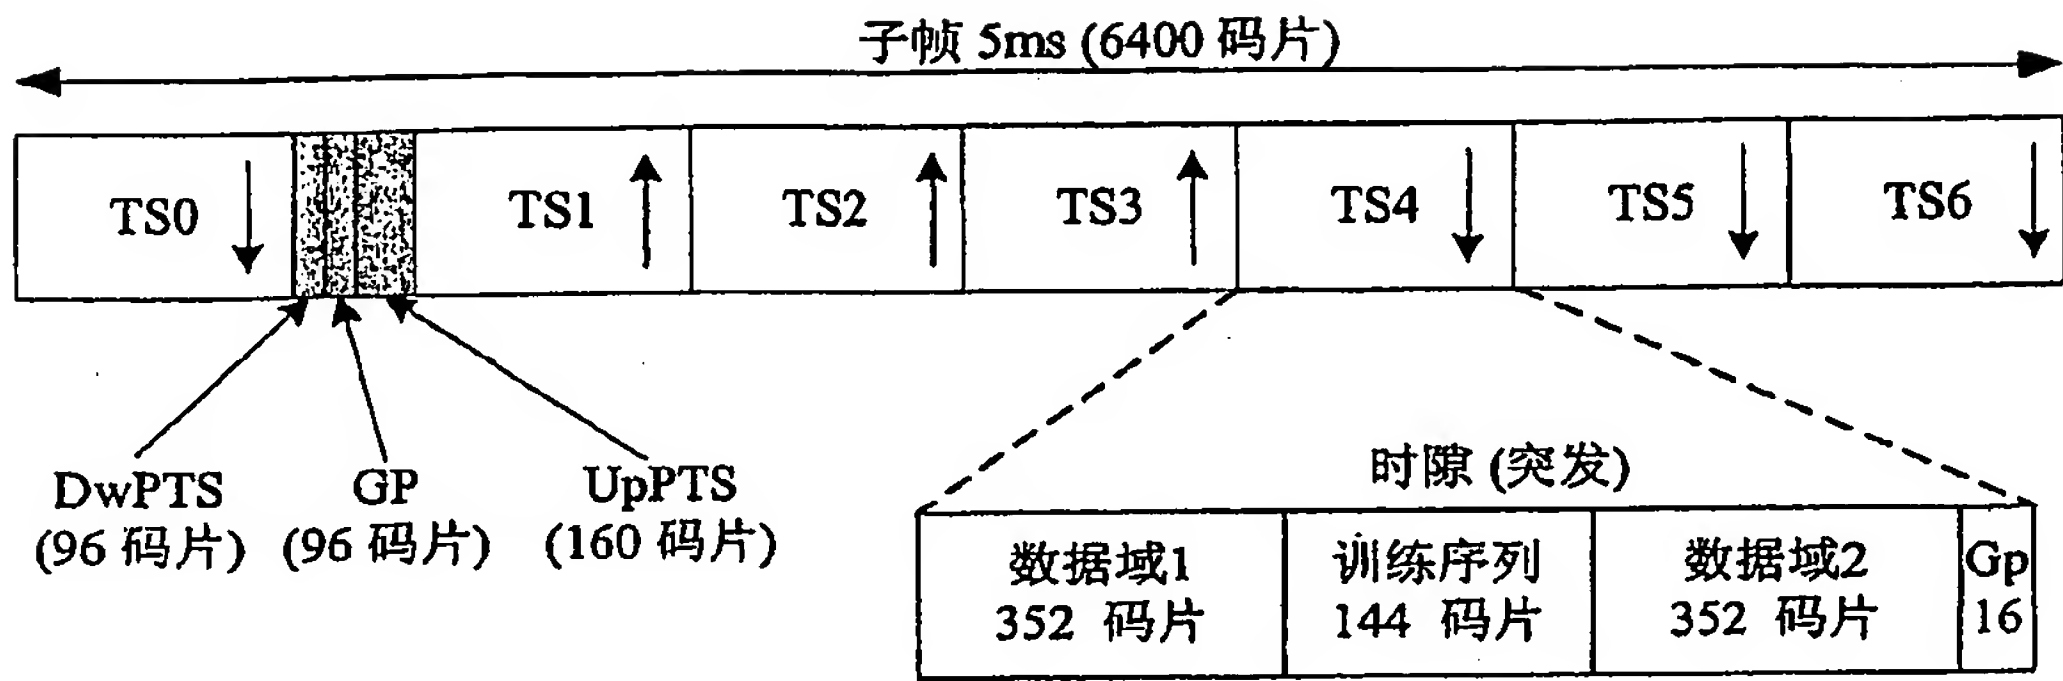 子帧 5ms (6400 码片)
TS0
TS1
TS2
TS3
TS4
TS5
TS6
DwPTS
(96 码片)
GP
(96 码片)
UpPTS
(160 码片)
时隙 (突发)
数据域1
352 码片
训练序列
144 码片
数据域2
352 码片
Gp
16